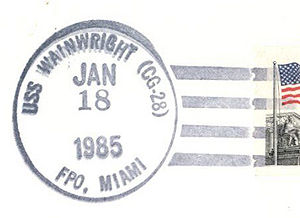 USS WAINWRIGHT (CG-28)
JAN
18
1985
FPO, MIAMI